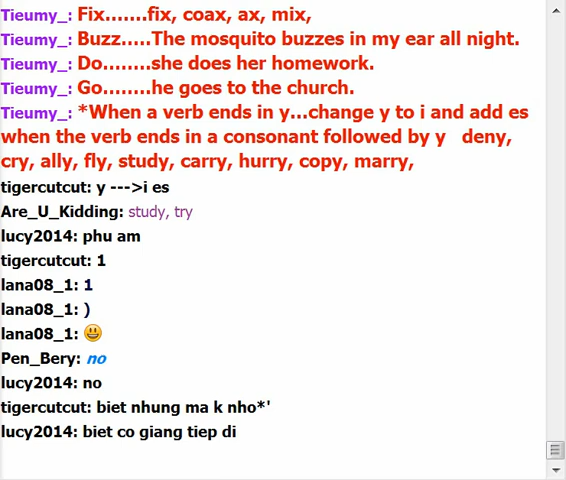 Tieumy_: Fix.......fix, coax, ax, mix,
Tieumy_: Buzz.....The mosquito buzzes in my ear all night.
Tieumy_: Do........she does her homework.
Tieumy_: Go........he goes to the church.
Tieumy_: *When a verb ends in y...change y to i and add es
when the verb ends in a consonant followed by y   deny,
cry, ally, fly, study, carry, hurry, copy, marry,
tigercutcut: y --->i es
Are_U_Kidding: study, try
lucy2014: phu am
tigercutcut: 1
lana08_1: 1
lana08_1: )
lana08_1: 😃
Pen_Bery: no
lucy2014: no
tigercutcut: biet nhung ma k nho*'
lucy2014: biet co giang tiep di